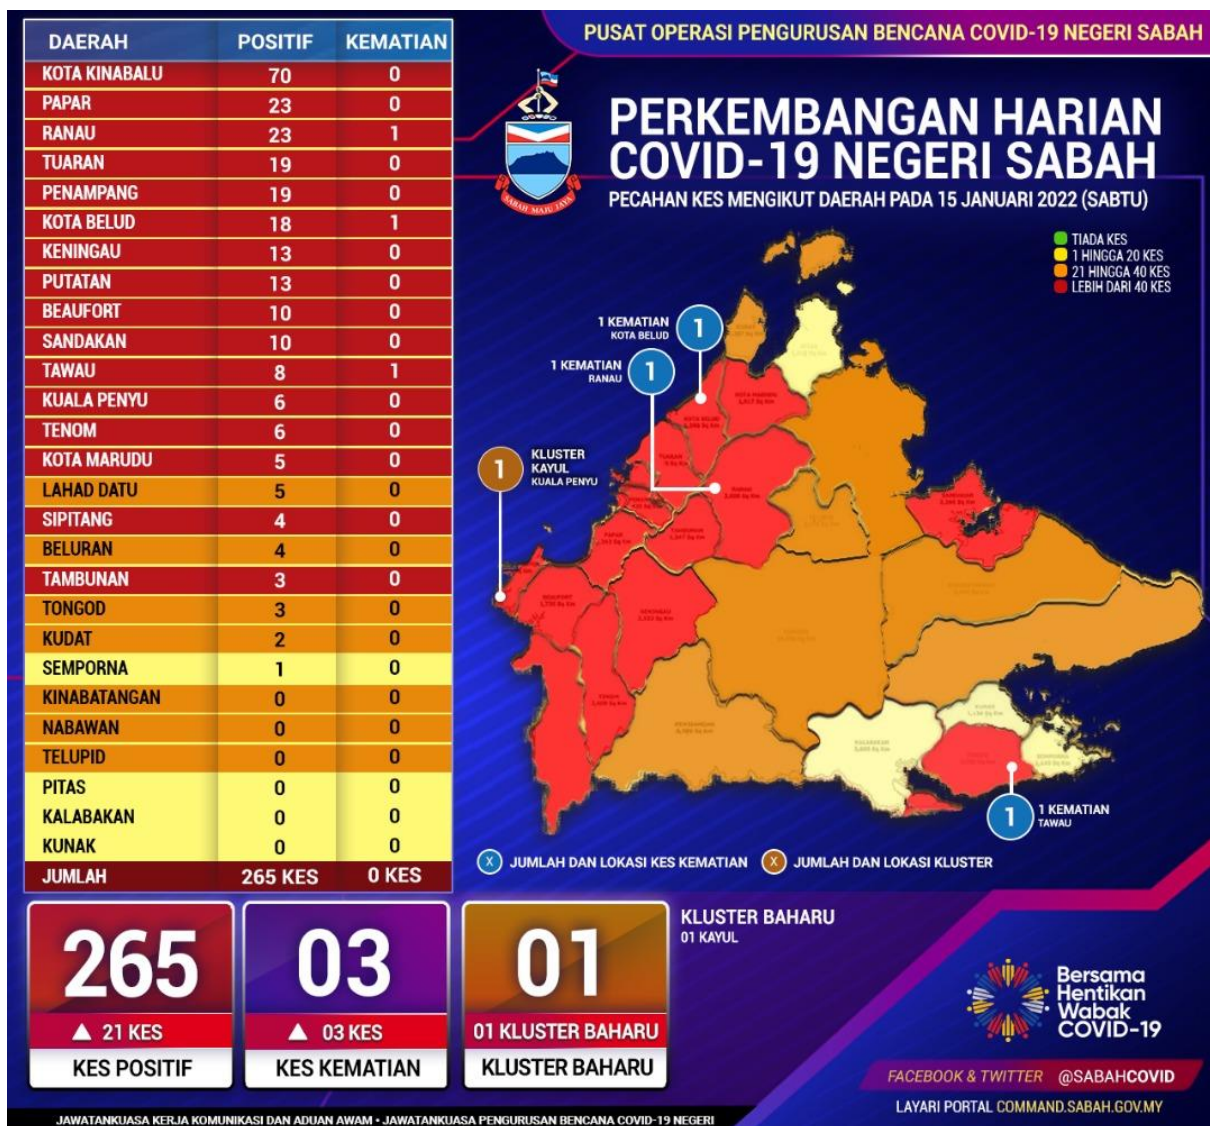 DAERAH POSITIF KEMATIAN
KOTA KINABALU 70 0
PAPAR 23 0
RANAU 23 1
TUARAN 19 0
PENAMPANG 19 0
KOTA BELUD 18 1
KENINGAU 13 0
PUTATAN 13 0
BEAUFORT 10 0
SANDAKAN 10 0
TAWAU 8 1
KUALA PENYU 6 0
TENOM 6 0
KOTA MARUDU 5 0
LAHAD DATU 5 0
SIPITANG 4 0
BELURAN 4 0
TAMBUNAN 3 0
TONGOD 3 0
KUDAT 2 0
SEMPORNA 1 0
KINABATANGAN 0 0
NABAWAN 0 0
TELUPID 0 0
PITAS 0 0
KALABAKAN 0 0
KUNAK 0 0
JUMLAH 265 KES 0 KES
PUSAT OPERASI PENGURUSAN BENCANA COVID-19 NEGERI SABAH
SABAH MAJU JAYA
PERKEMBANGAN HARIAN
COVID-19 NEGERI SABAH
PECAHAN KES MENGIKUT DAERAH PADA 15 JANUARI 2022 (SABTU)
TIADA KES
1 HINGGA 20 KES
21 HINGGA 40 KES
LEBIH DARI 40 KES
1 KEMATIAN
KOTA BELUD
1
1 KEMATIAN
RANAU
1
1
KLUSTER
KAYUL
KUALA PENYU
1
1 KEMATIAN
TAWAU
X JUMLAH DAN LOKASI KES KEMATIAN
X JUMLAH DAN LOKASI KLUSTER
265
▲ 21 KES
KES POSITIF
03
▲ 03 KES
KES KEMATIAN
01
01 KLUSTER BAHARU
KLUSTER BAHARU
KLUSTER BAHARU
01 KAYUL
Bersama
Hentikan
Wabak
COVID-19
FACEBOOK & TWITTER @SABAHCOVID
LAYARI PORTAL COMMAND.SABAH.GOV.MY
JAWATANKUASA KERJA KOMUNIKASI DAN ADUAN AWAM • JAWATANKUASA PENGURUSAN BENCANA COVID-19 NEGERI